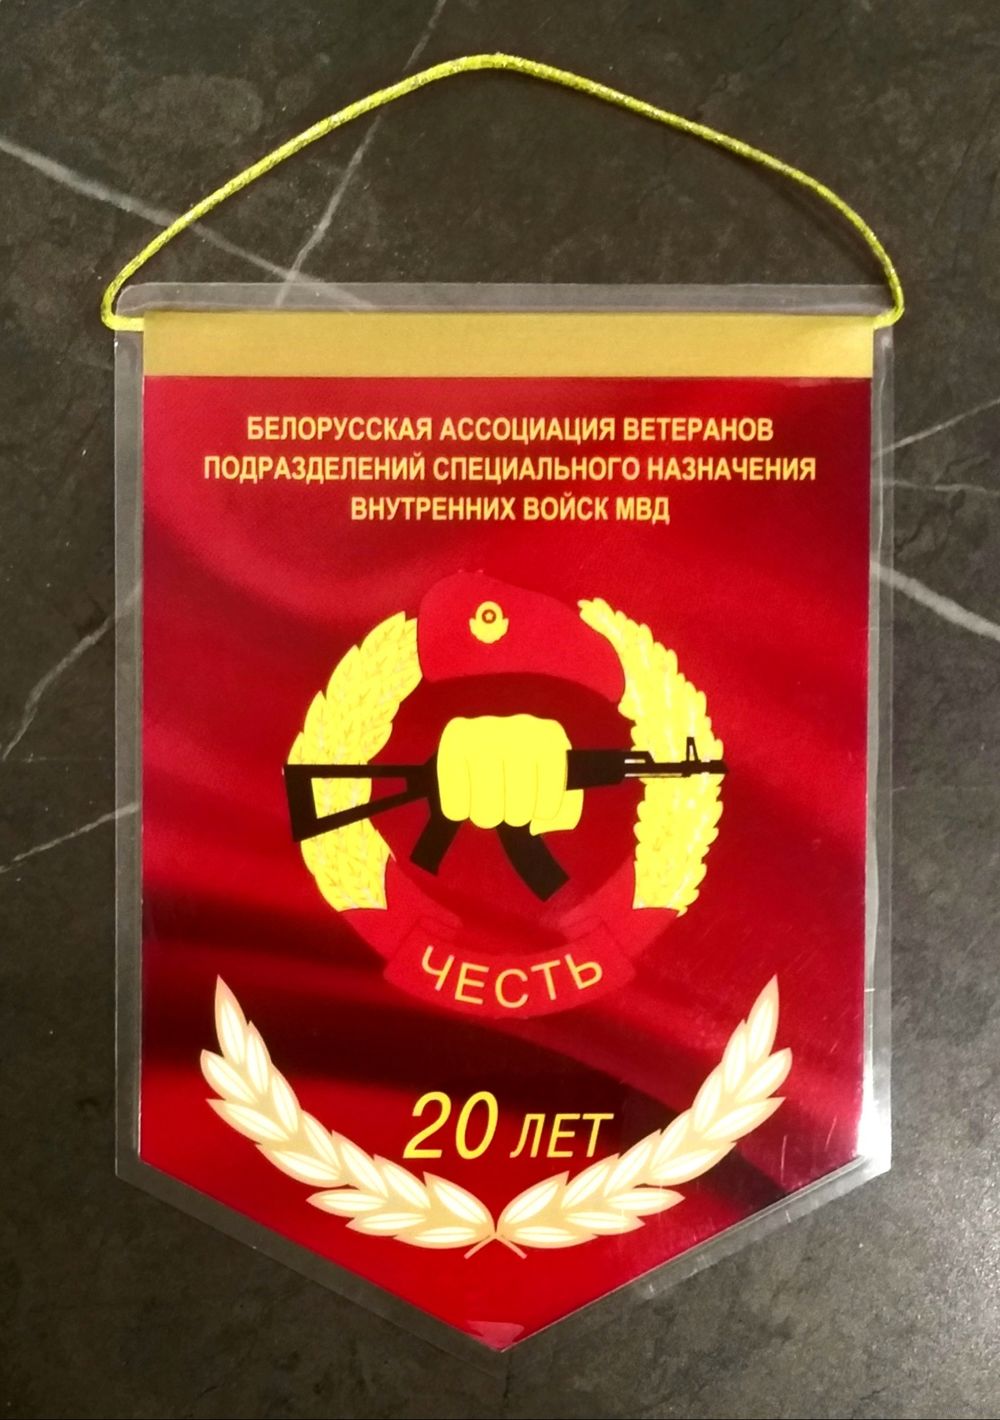 БЕЛОРУССКАЯ АССОЦИАЦИЯ ВЕТЕРАНОВ
ПОДРАЗДЕЛЕНИЙ СПЕЦИАЛЬНОГО НАЗНАЧЕНИЯ
ВНУТРЕННИХ ВОЙСК МВД
ЧЕСТЬ
20 ЛЕТ